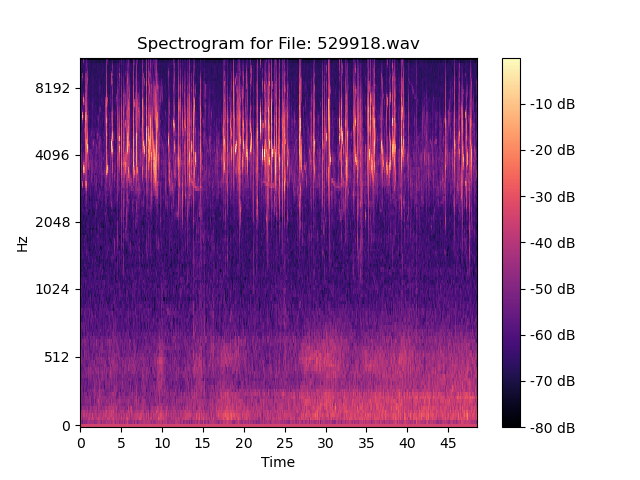 Spectrogram for File: 529918.wav
8192
4096
2048
1024
512
0
Hz
0 5 10 15 20 25 30 35 40 45
Time
-10 dB
-20 dB
-30 dB
-40 dB
-50 dB
-60 dB
-70 dB
-80 dB